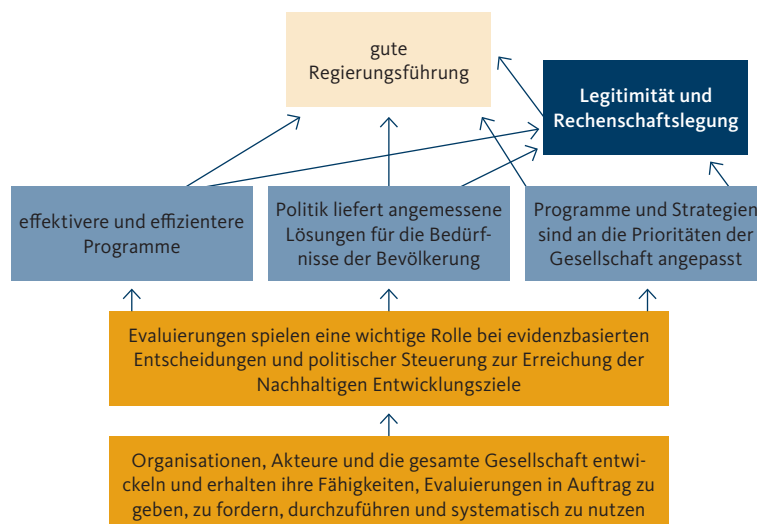 gute
Regierungsführung
Legitimität und
Rechenschaftslegung
effektivere und effizientere
Programme
Politik liefert angemessene
Lösungen für die Bedürf-
nisse der Bevölkerung
Programme und Strategien
sind an die Prioritäten der
Gesellschaft angepasst
Evaluierungen spielen eine wichtige Rolle bei evidenzbasierten
Entscheidungen und politischer Steuerung zur Erreichung der
Nachhaltigen Entwicklungsziele
Organisationen, Akteure und die gesamte Gesellschaft entwi-
ckeln und erhalten ihre Fähigkeiten, Evaluierungen in Auftrag zu
geben, zu fordern, durchzuführen und systematisch zu nutzen